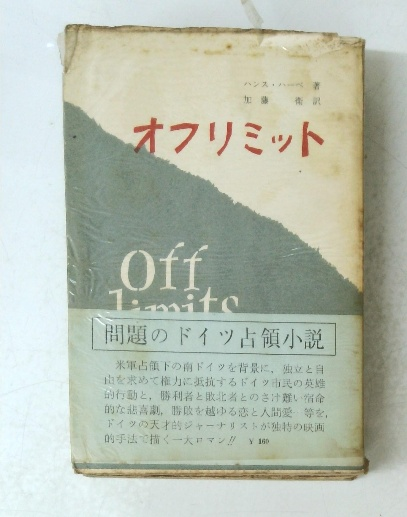 ハンス・ハーベ 著
加藤 衛 訳
オフリミット
Off
limits
問題のドイツ占領小説
米軍占領下の南ドイツを背景に，独立と自
由を求めて権力に抵抗するドイツ市民の英雄
的行動と，勝利者と敗北者とのさけ難い宿命
的な悲喜劇，勝敗を越ゆる恋と人間愛―等を，
ドイツの天才的ジャーナリストが独特の映画
的手法で描く一大ロマン!! ￥360